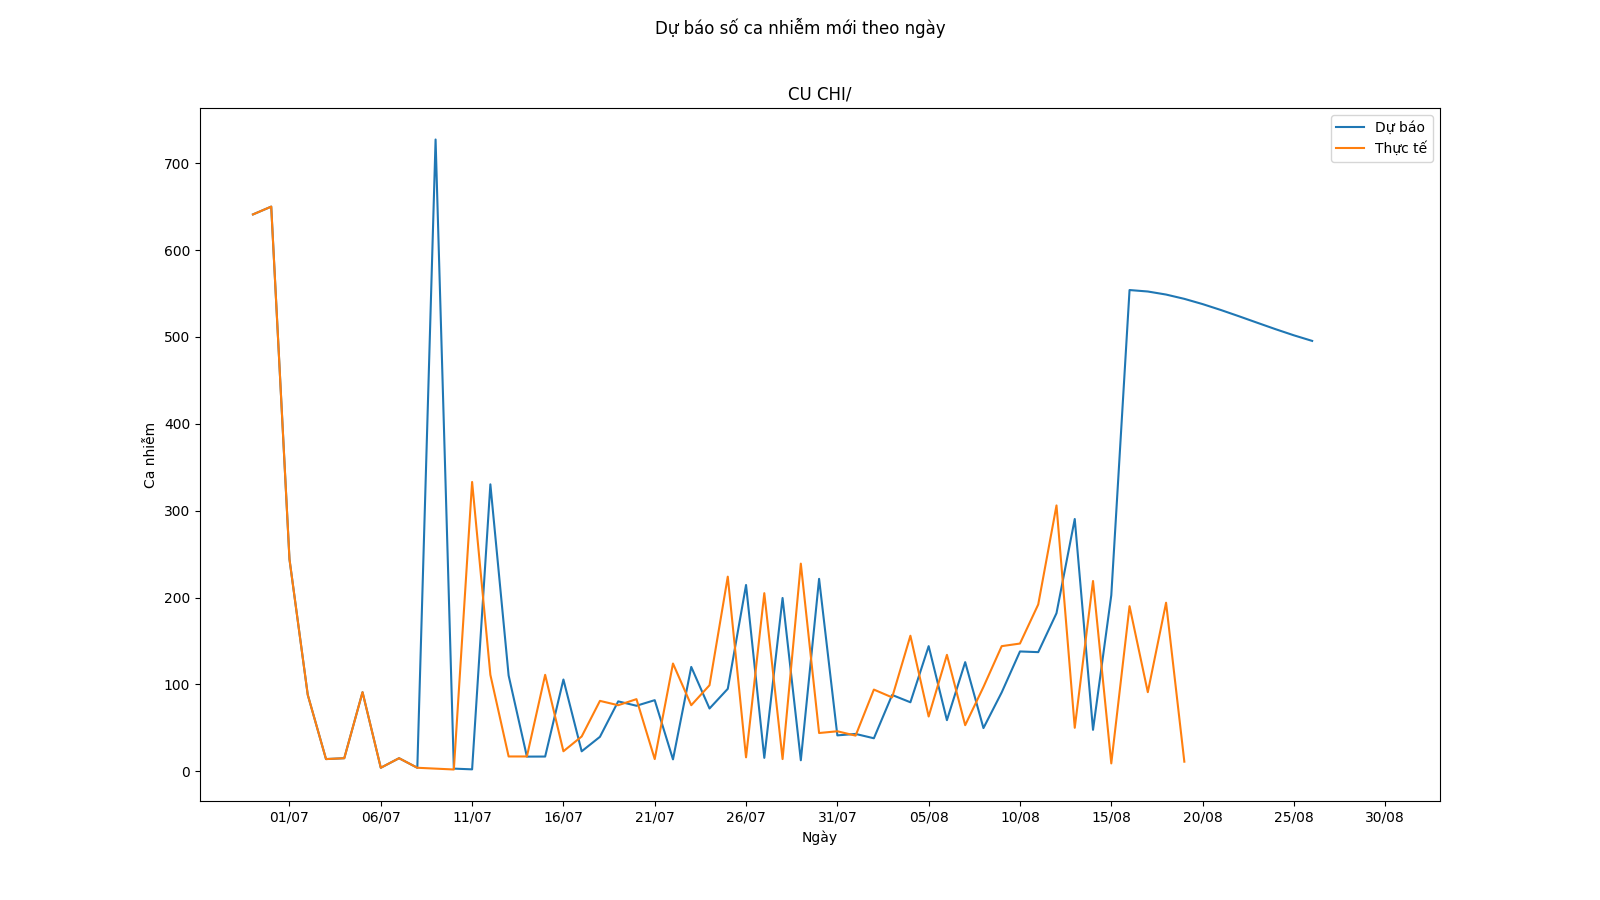 Dự báo số ca nhiễm mới theo ngày
CU CHI/
Dự báo
Thực tế
700
600
500
400
300
200
100
0
Ca nhiễm
01/07 06/07 11/07 16/07 21/07 26/07 31/07 05/08 10/08 15/08 20/08 25/08 30/08
Ngày